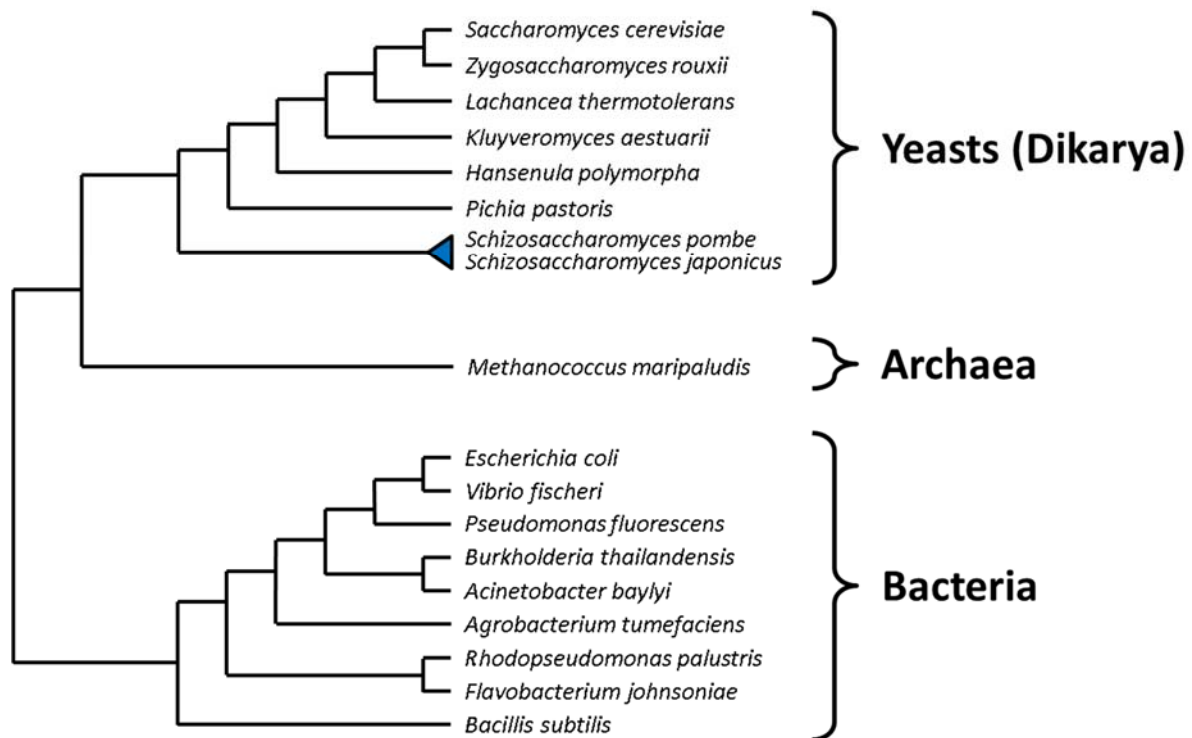 Saccharomyces cerevisiae
Zygosaccharomyces rouxii
Lachancea thermotolerans
Kluyveromyces aestuarii
Hansenula polymorpha
Pichia pastoris
Schizosaccharomyces pombe
Schizosaccharomyces japonicus
Yeasts (Dikarya)
Methanococcus maripaludis
Archaea
Escherichia coli
Vibrio fischeri
Pseudomonas fluorescens
Burkholderia thailandensis
Acinetobacter baylyi
Agrobacterium tumefaciens
Rhodopseudomonas palustris
Flavobacterium johnsoniae
Bacillis subtilis
Bacteria